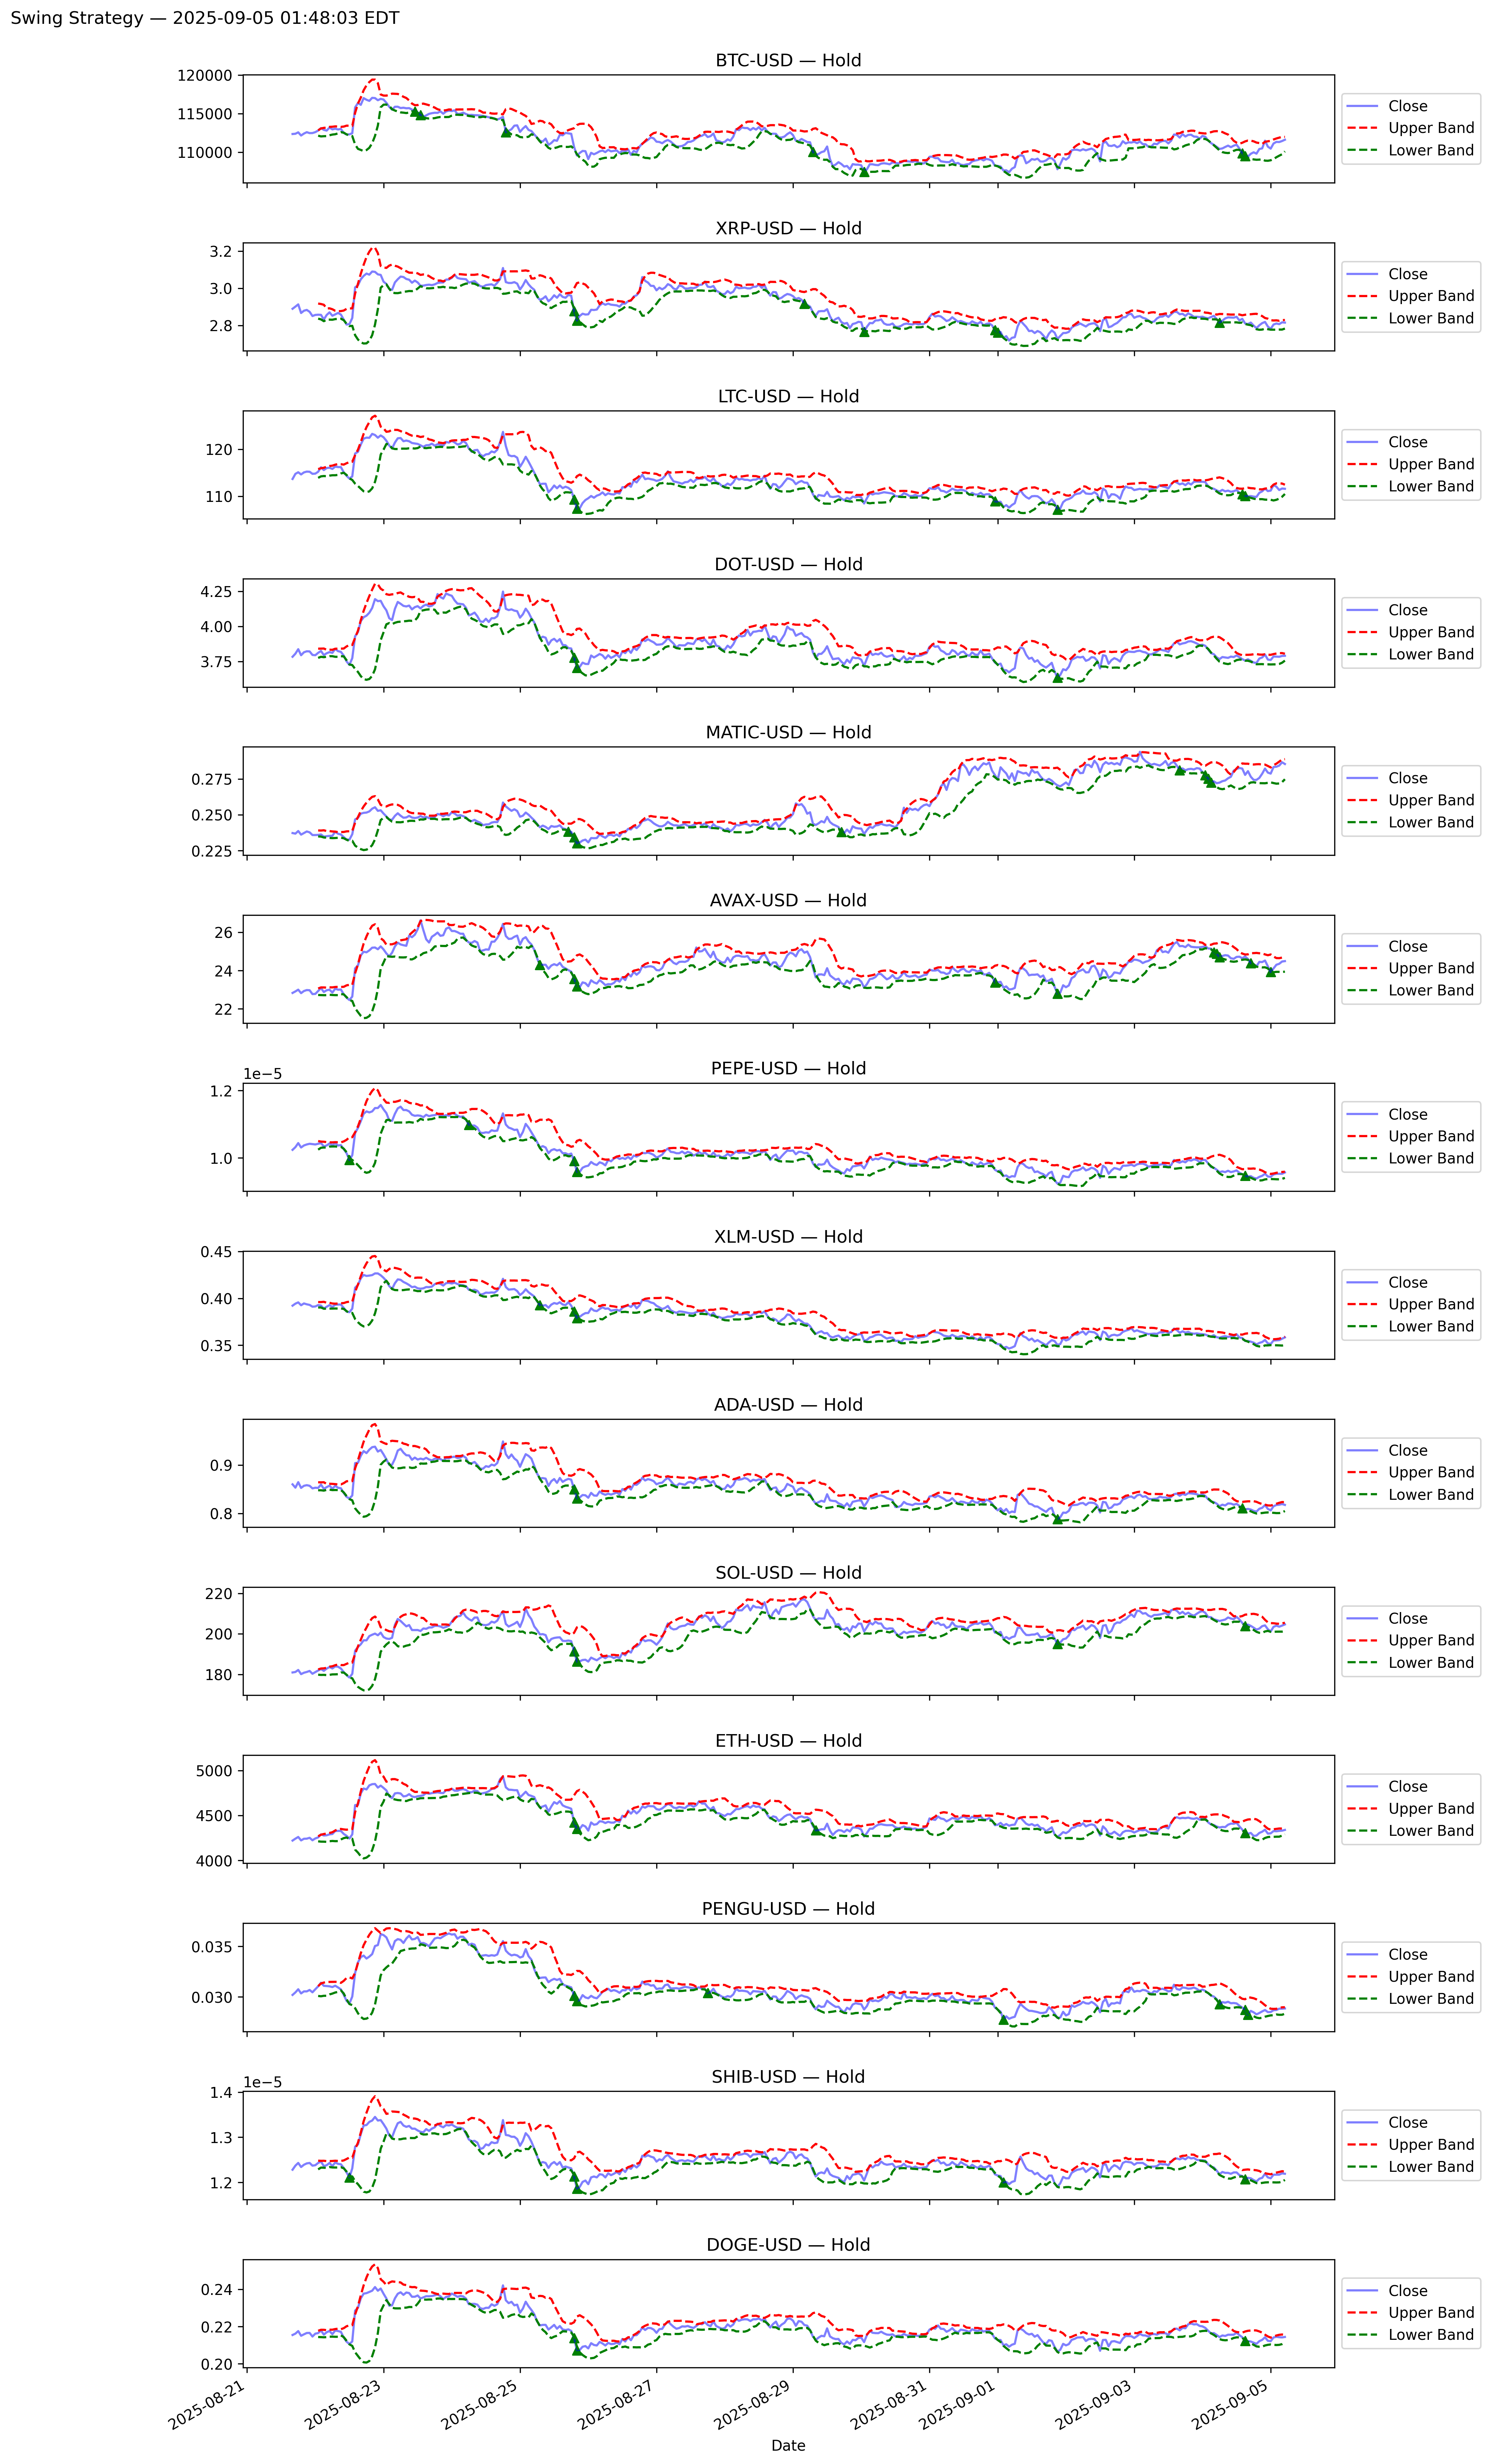 Swing Strategy — 2025-09-05 01:48:03 EDT
BTC-USD — Hold
120000
115000
110000
Close
Upper Band
Lower Band
XRP-USD — Hold
3.2
3.0
2.8
Close
Upper Band
Lower Band
LTC-USD — Hold
120
110
Close
Upper Band
Lower Band
DOT-USD — Hold
4.25
4.00
3.75
Close
Upper Band
Lower Band
MATIC-USD — Hold
0.275
0.250
0.225
Close
Upper Band
Lower Band
AVAX-USD — Hold
26
24
22
Close
Upper Band
Lower Band
PEPE-USD — Hold
1e−5
1.2
1.0
Close
Upper Band
Lower Band
XLM-USD — Hold
0.45
0.40
0.35
Close
Upper Band
Lower Band
ADA-USD — Hold
0.9
0.8
Close
Upper Band
Lower Band
SOL-USD — Hold
220
200
180
Close
Upper Band
Lower Band
ETH-USD — Hold
5000
4500
4000
Close
Upper Band
Lower Band
PENGU-USD — Hold
0.035
0.030
Close
Upper Band
Lower Band
SHIB-USD — Hold
1e−5
1.4
1.3
1.2
Close
Upper Band
Lower Band
DOGE-USD — Hold
0.24
0.22
0.20
Close
Upper Band
Lower Band
2025-08-21
2025-08-23
2025-08-25
2025-08-27
2025-08-29
2025-08-31
2025-09-01
2025-09-03
2025-09-05
Date